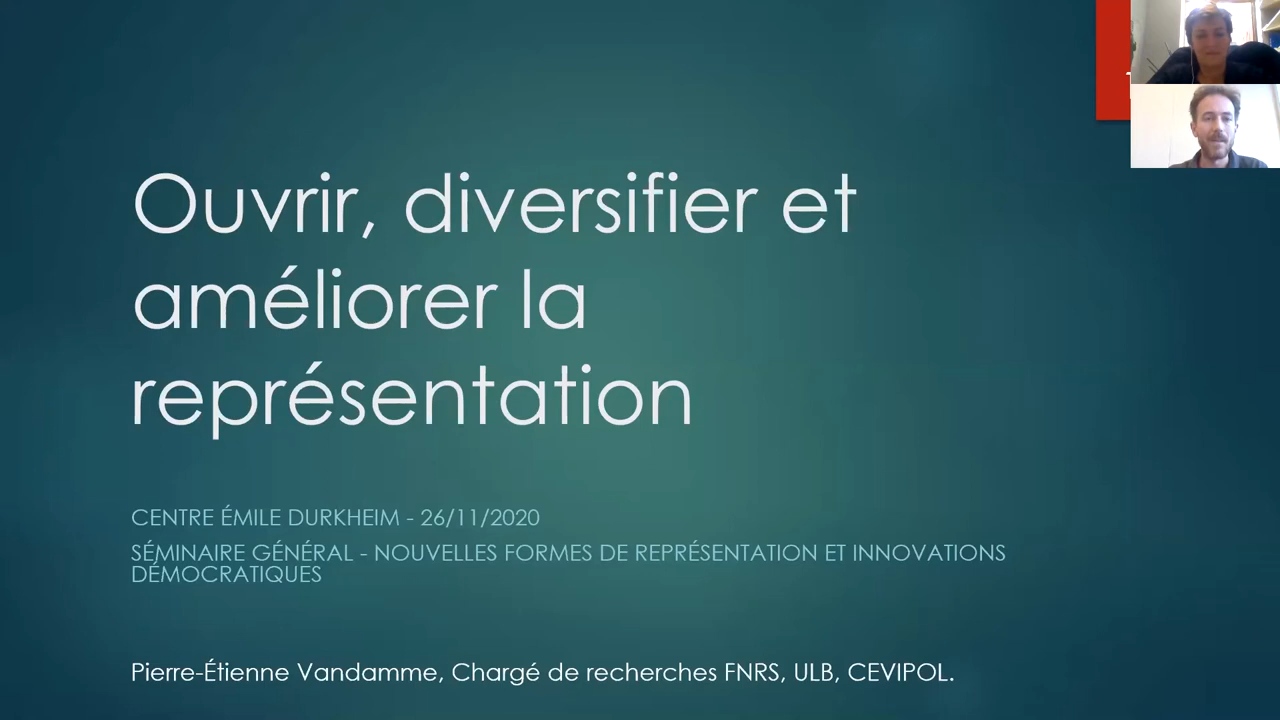 Ouvrir, diversifier et
améliorer la
représentation
CENTRE ÉMILE DURKHEIM - 26/11/2020
SÉMINAIRE GÉNÉRAL - NOUVELLES FORMES DE REPRÉSENTATION ET INNOVATIONS
DÉMOCRATIQUES
Pierre-Étienne Vandamme, Chargé de recherches FNRS, ULB, CEVIPOL.